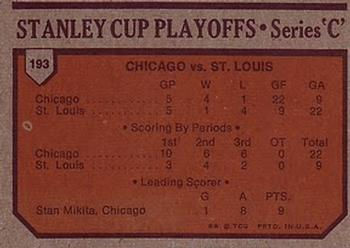 STANLEY CUP PLAYOFFS • Series 'C'
193
CHICAGO vs. ST. LOUIS
GP W L GF GA
Chicago 5 4 1 22 9
St. Louis 5 1 4 9 22
• Scoring By Periods •
1st 2nd 3rd OT Total
Chicago 10 6 6 0 22
St. Louis 3 4 2 0 9
• Leading Scorer •
G A PTS.
Stan Mikita, Chicago 1 8 9
© T.C.G. PRTD. IN U.S.A.